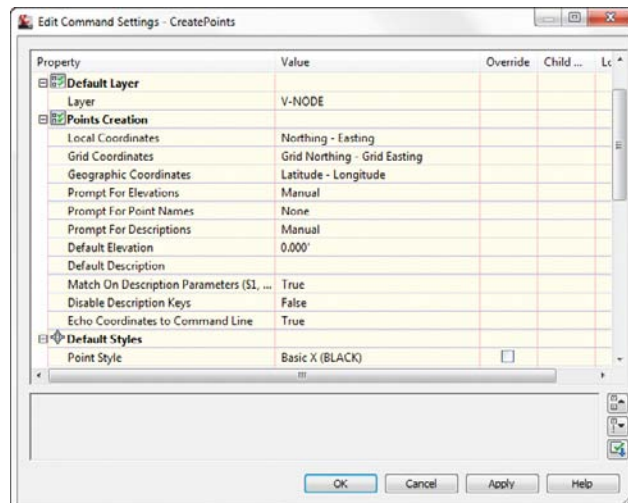 Edit Command Settings - CreatePoints
Property Value Override Child ... Lc
Default Layer
Layer V-NODE
Points Creation
Local Coordinates Northing - Easting
Grid Coordinates Grid Northing - Grid Easting
Geographic Coordinates Latitude - Longitude
Prompt For Elevations Manual
Prompt For Point Names None
Prompt For Descriptions Manual
Default Elevation 0.000'
Default Description
Match On Description Parameters ($1, ... True
Disable Description Keys False
Echo Coordinates to Command Line True
Default Styles
Point Style Basic X (BLACK)
OK Cancel Apply Help